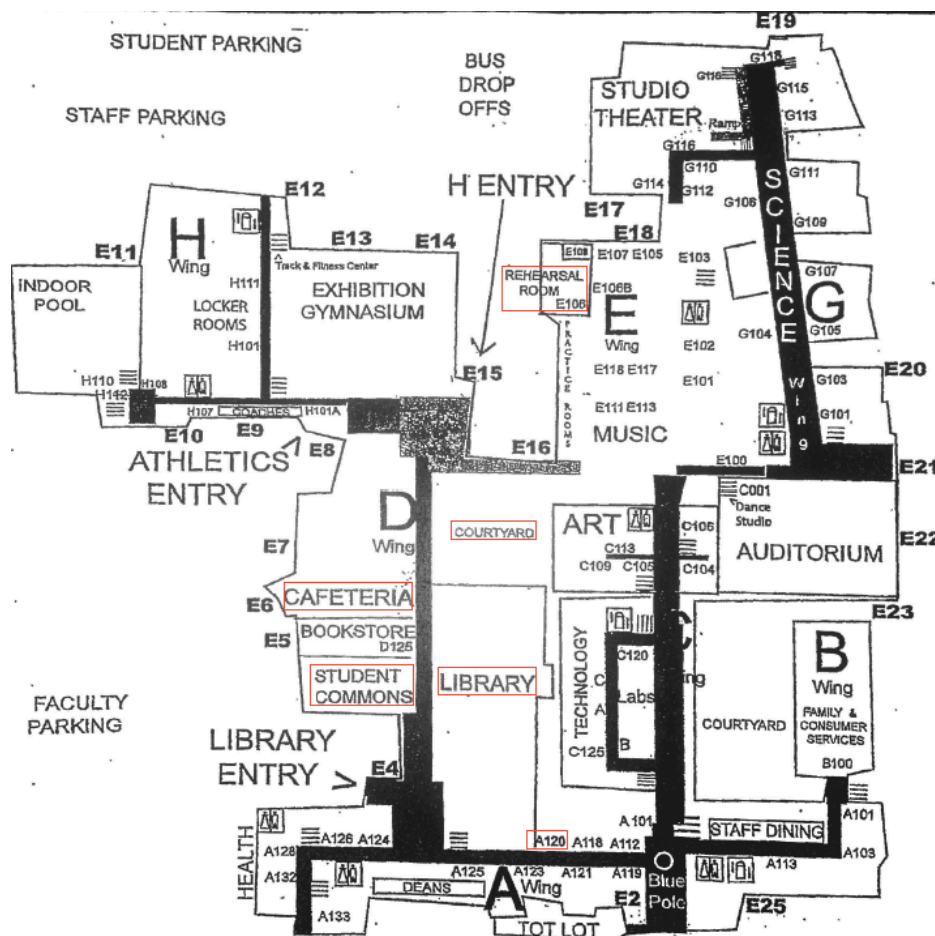 E19
STUDENT PARKING
BUS
DROP
OFFS
G118
G116
STUDIO
THEATER
G115
G113
STAFF PARKING
Ramp
G116
G110
G111
G114
G112
SCIENCE
wing
G108
G109
H ENTRY
E12
E17
E18
H
Wing
E13
E14
E11
Track & Fitness Center
E108
E107
E105
E103
INDOOR
POOL
REHEARSAL
ROOM
E106
E106B
G107
G
G105
G104
H111
LOCKER
ROOMS
H101
EXHIBITION
GYMNASIUM
E
Wing
PRACTICE ROOMS
E102
E118
E117
E101
E15
E20
G103
G101
H110
H112
H108
H107
COACHES
H101A
E111
E113
MUSIC
E10
E9
E8
E16
E100
E21
ATHLETICS
ENTRY
C001
Dance
Studio
D
Wing
COURTYARD
ART
C106
C113
C109
C105
C104
AUDITORIUM
E22
E7
CAFETERIA
E6
E23
E5
BOOKSTORE
D125
TECHNOLOGY
C120
C
Wing
Labs
B
Wing
STUDENT
COMMONS
LIBRARY
FACULTY
PARKING
C125
B
COURTYARD
FAMILY &
CONSUMER
SERVICES
B100
LIBRARY
ENTRY
E4
A101
A101
STAFF DINING
HEALTH
A126
A124
A120
A118
A112
A128
A103
A132
A125
A123
A121
A119
A113
DEANS
A
Wing
Blue
Pole
E2
E25
A133
TOT LOT